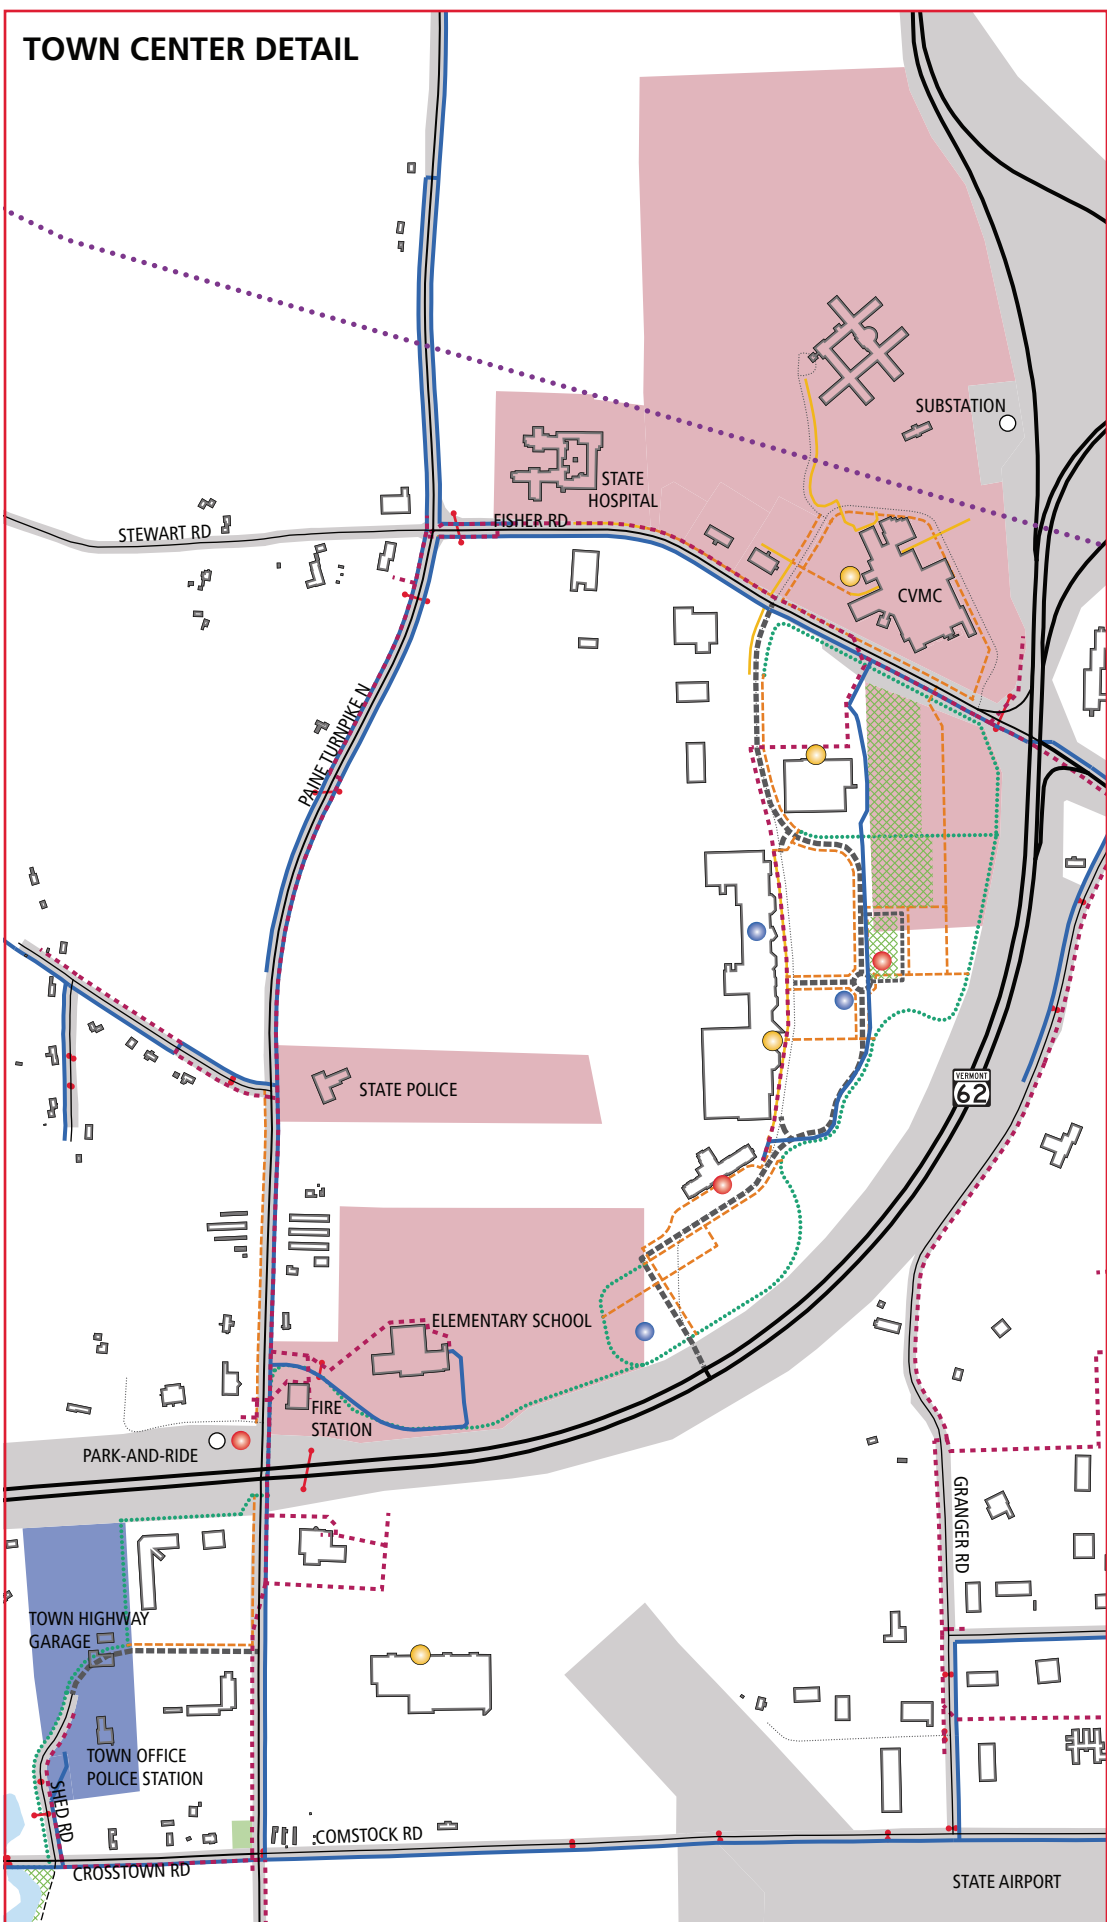 TOWN CENTER DETAIL
SUBSTATION
STATE
HOSPITAL
FISHER RD
STEWART RD
CVMC
PAINE TURNPIKE N
VERMONT
62
STATE POLICE
ELEMENTARY SCHOOL
FIRE
STATION
PARK-AND-RIDE
GRANGER RD
TOWN HIGHWAY
GARAGE
TOWN OFFICE
POLICE STATION
SHED RD
COMSTOCK RD
CROSSTOWN RD
STATE AIRPORT